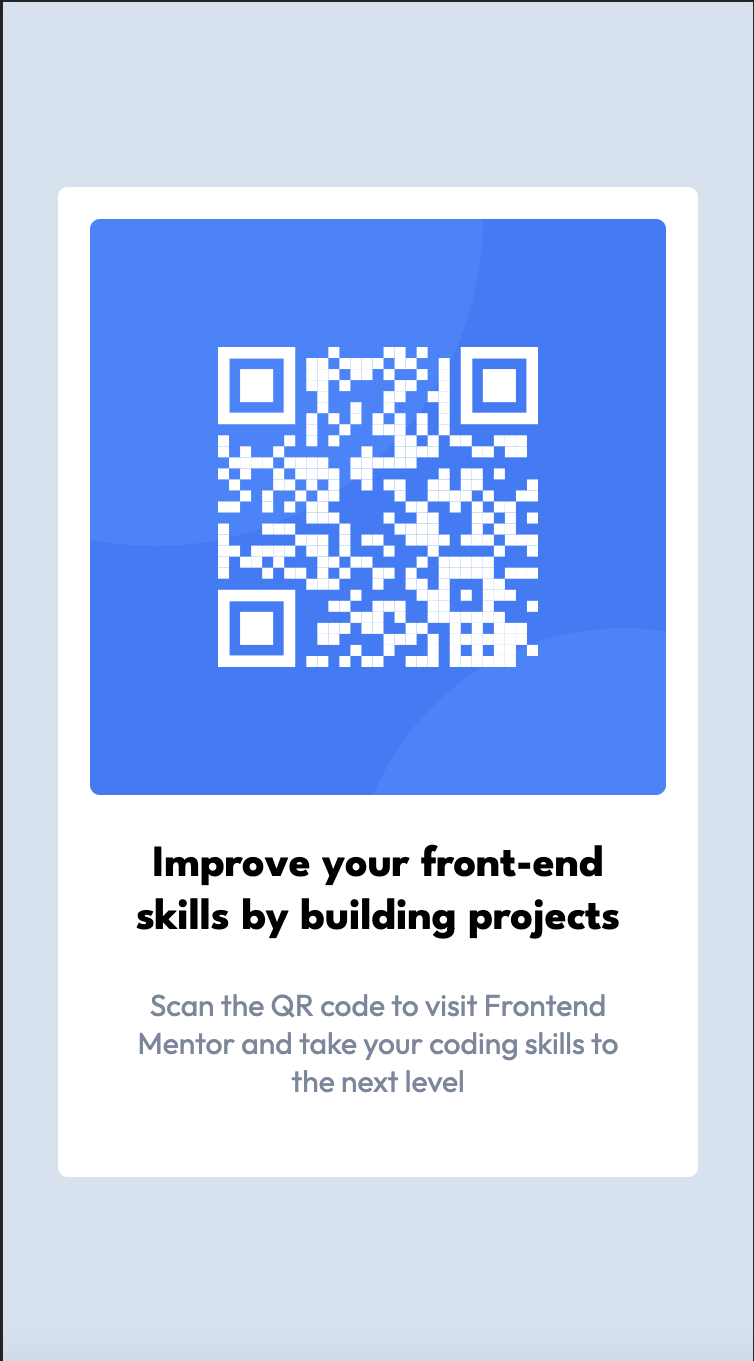 Improve your front-end
skills by building projects
Scan the QR code to visit Frontend
Mentor and take your coding skills to
the next level